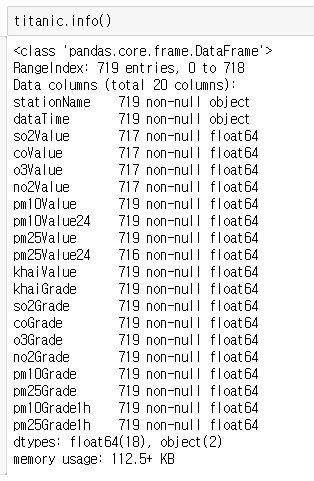 titanic.info()
<class 'pandas.core.frame.DataFrame'>
RangeIndex: 719 entries, 0 to 718
Data columns (total 20 columns):
stationName    719 non-null object
dataTime       719 non-null object
so2Value       717 non-null float64
coValue        717 non-null float64
o3Value        717 non-null float64
no2Value       717 non-null float64
pm10Value      719 non-null float64
pm10Value24    719 non-null float64
pm25Value      719 non-null float64
pm25Value24    716 non-null float64
khaiValue      719 non-null float64
khaiGrade      719 non-null float64
so2Grade       719 non-null float64
coGrade        719 non-null float64
o3Grade        719 non-null float64
no2Grade       719 non-null float64
pm10Grade      719 non-null float64
pm25Grade      719 non-null float64
pm10Grade1h    719 non-null float64
pm25Grade1h    719 non-null float64
dtypes: float64(18), object(2)
memory usage: 112.5+ KB